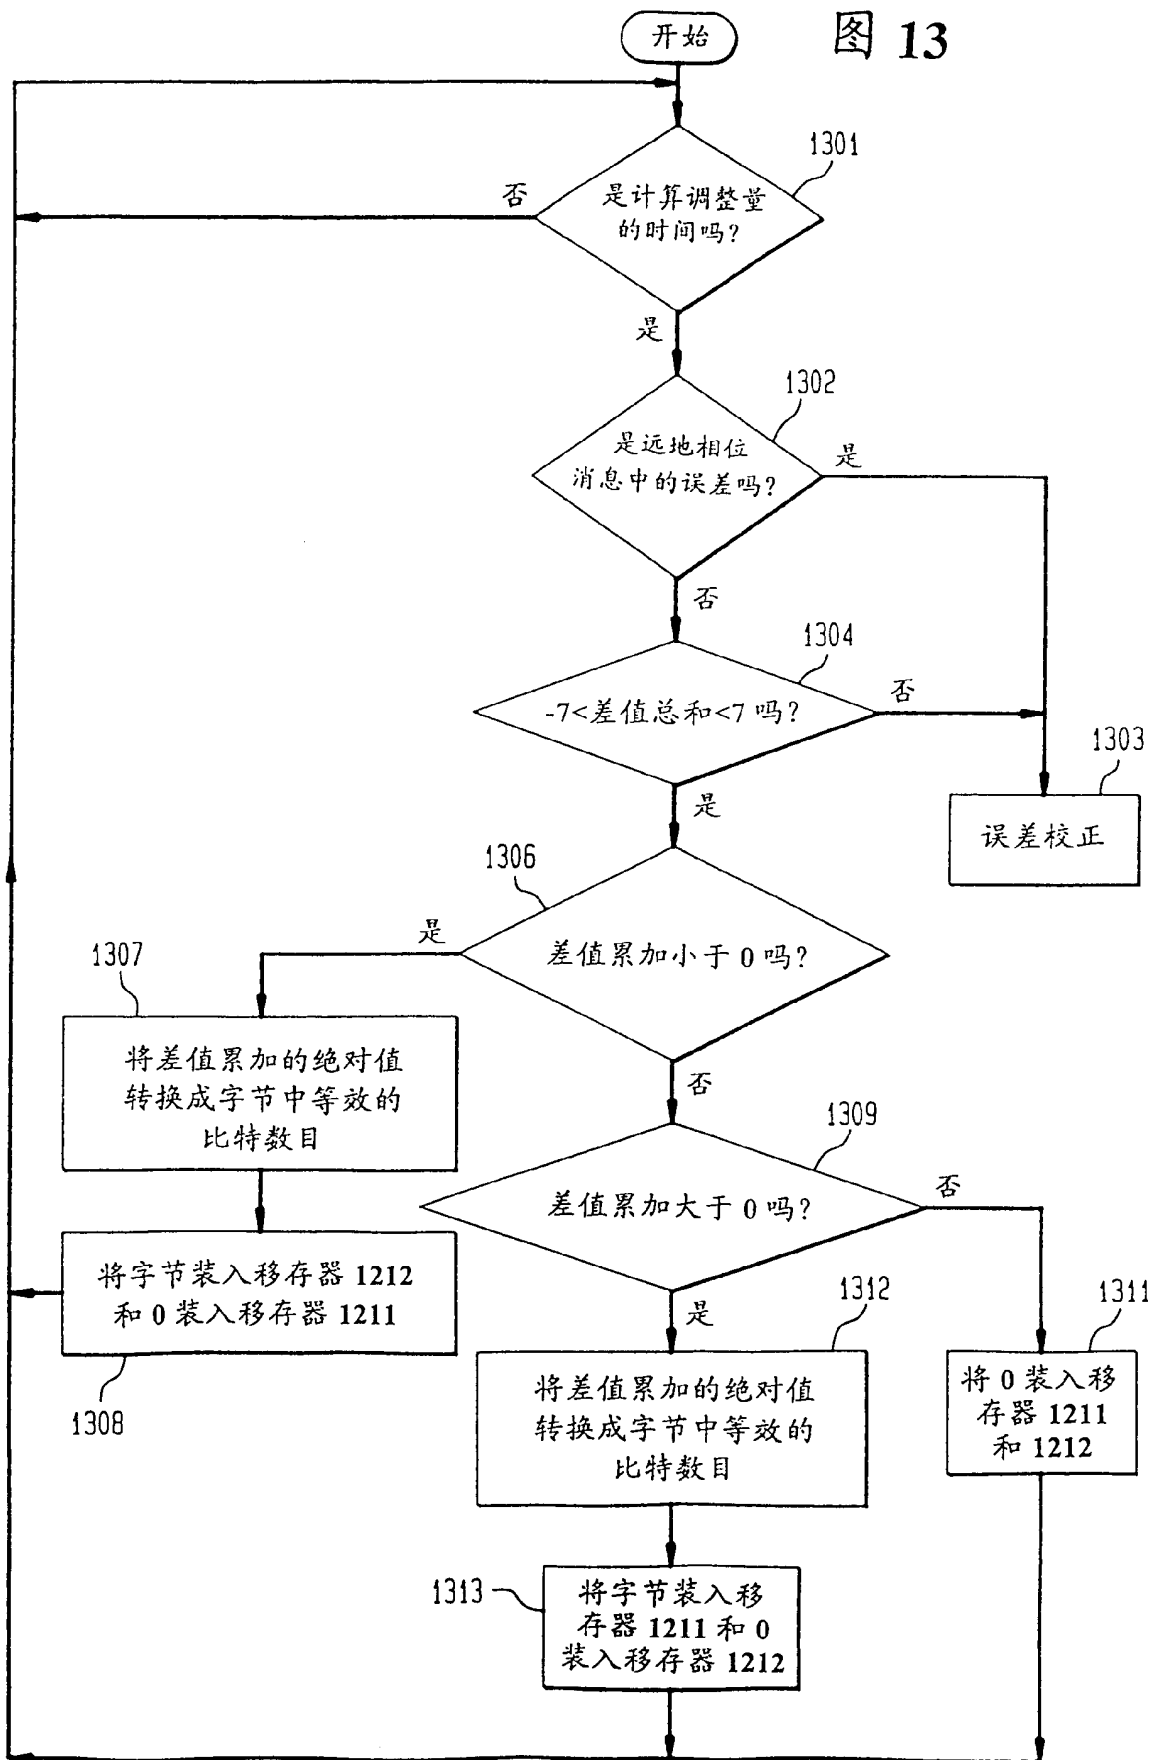 开始
图 13
1301
是计算调整量
的时间吗?
否
是
1302
是远地相位
消息中的误差吗?
是
否
1304
-7<差值总和<7 吗?
否
是
1303
误差校正
1306
差值累加小于 0 吗?
是
否
1307
将差值累加的绝对值
转换成字节中等效的
比特数目
1309
差值累加大于 0 吗?
否
是
将字节装入移存器 1212
和 0 装入移存器 1211
1308
1312
将差值累加的绝对值
转换成字节中等效的
比特数目
1311
将 0 装入移
存器 1211
和 1212
1313
将字节装入移
存器 1211 和 0
装入移存器 1212